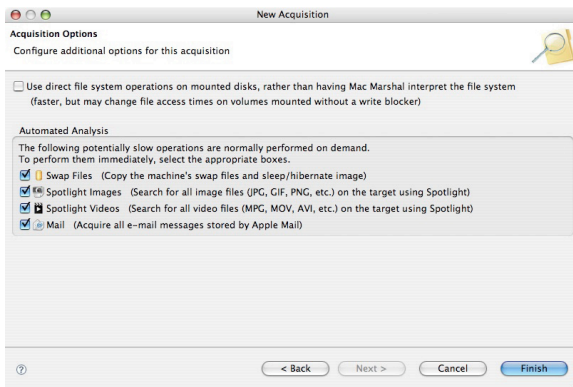 New Acquisition
Acquisition Options
Configure additional options for this acquisition
Use direct file system operations on mounted disks, rather than having Mac Marshal interpret the file system
(faster, but may change file access times on volumes mounted without a write blocker)
Automated Analysis
The following potentially slow operations are normally performed on demand.
To perform them immediately, select the appropriate boxes.
Swap Files (Copy the machine's swap files and sleep/hibernate image)
Spotlight Images (Search for all image files (JPG, GIF, PNG, etc.) on the target using Spotlight)
Spotlight Videos (Search for all video files (MPG, MOV, AVI, etc.) on the target using Spotlight)
Mail (Acquire all e-mail messages stored by Apple Mail)
? < Back Next > Cancel Finish